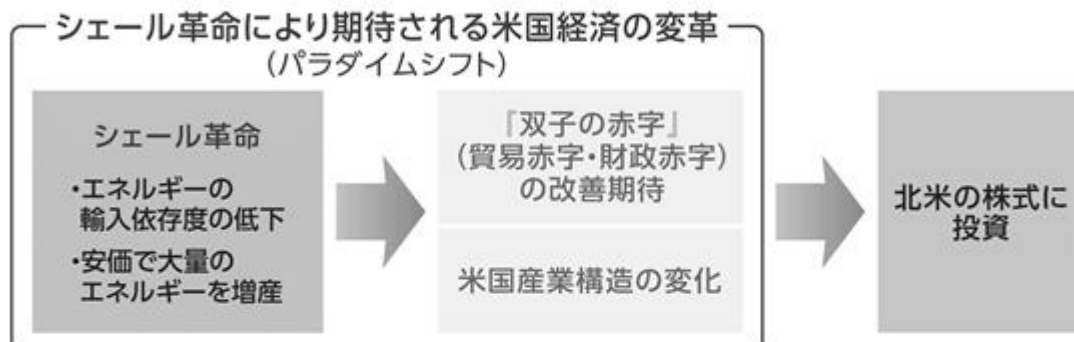 シェール革命により期待される米国経済の変革
(パラダイムシフト)
シェール革命
・エネルギーの
輸入依存度の低下
・安価で大量の
エネルギーを増産
『双子の赤字』
(貿易赤字・財政赤字)
の改善期待
米国産業構造の変化
北米の株式に
投資